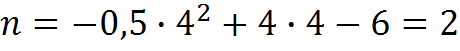 n = −0,5 · 4² + 4 · 4 − 6 = 2